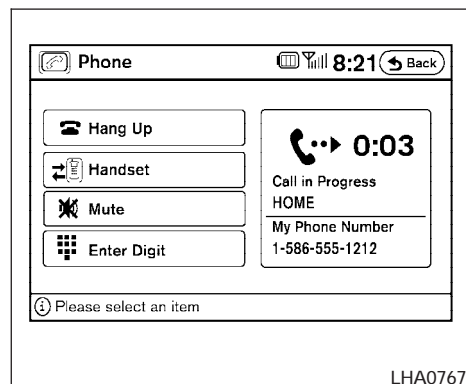 Phone 8:21 Back
Hang Up
Handset
Mute
Enter Digit
0:03
Call in Progress
HOME
My Phone Number
1-586-555-1212
i Please select an item
LHA0767